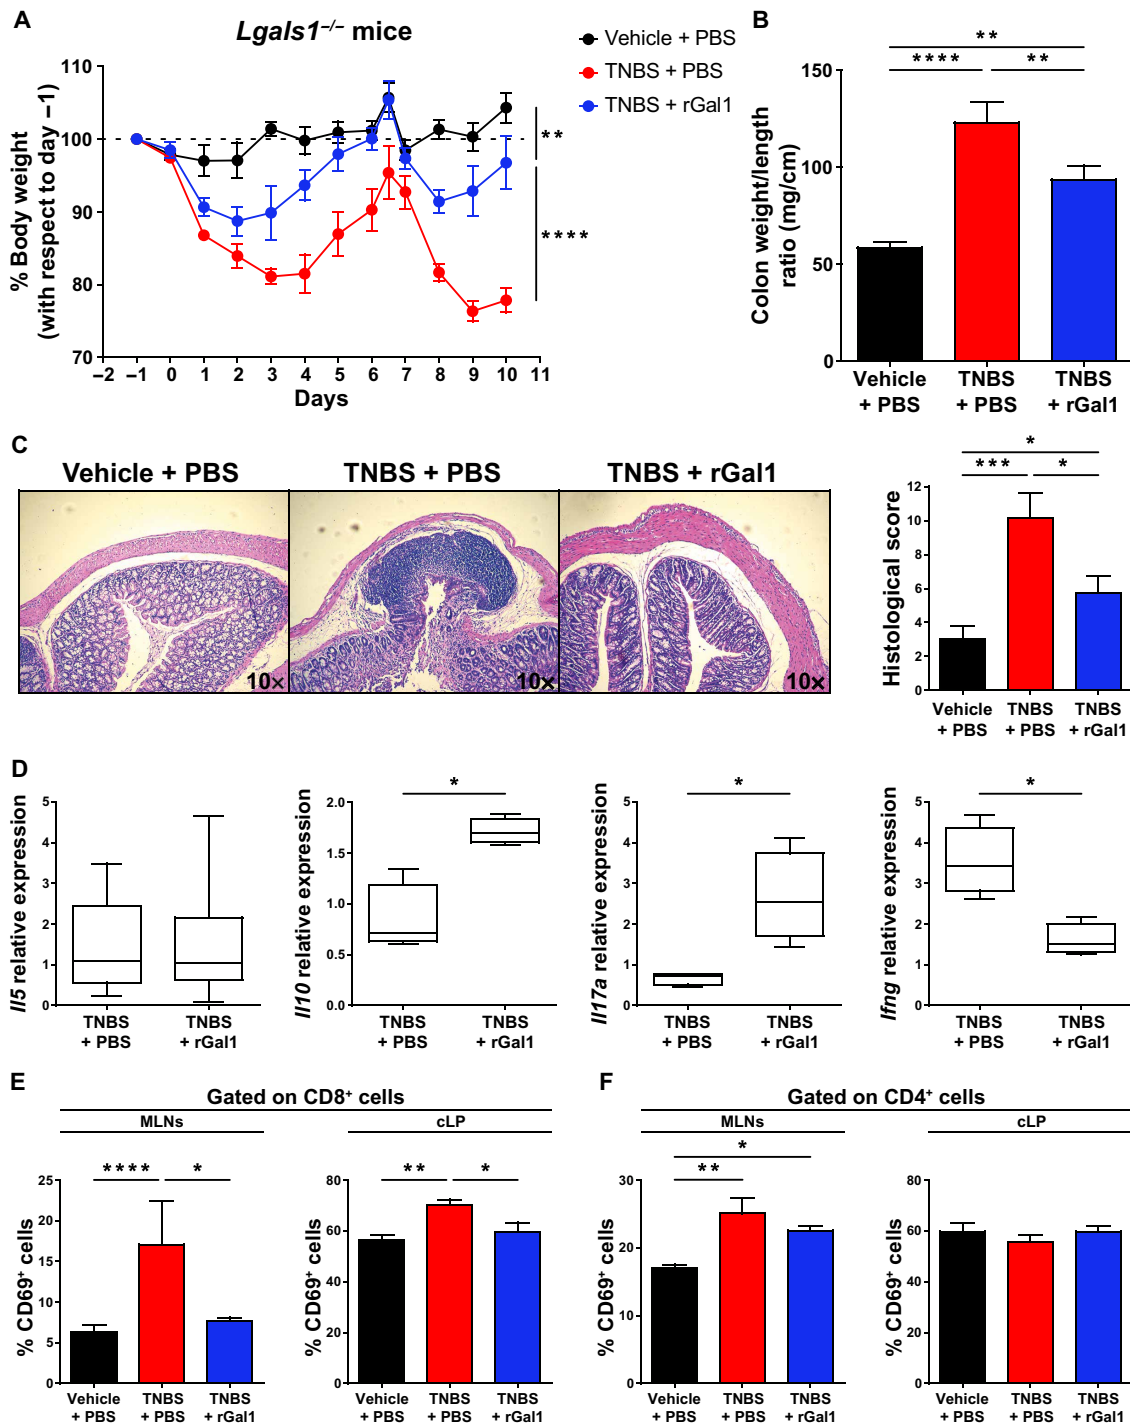 A
Lgals1−/− mice
Vehicle + PBS
TNBS + PBS
TNBS + rGal1
% Body weight
(with respect to day −1)
110
100
90
80
70
**
****
−2 −1 0 1 2 3 4 5 6 7 8 9 10 11
Days
B
**
**** **
Colon weight/length
ratio (mg/cm)
150
100
50
0
Vehicle + PBS
TNBS + PBS
TNBS + rGal1
C
Vehicle + PBS
TNBS + PBS
TNBS + rGal1
10×
10×
10×
*
*** *
Histological score
12
10
8
6
4
2
0
Vehicle + PBS
TNBS + PBS
TNBS + rGal1
D
Il5 relative expression
5
4
3
2
1
0
TNBS + PBS
TNBS + rGal1
*
Il10 relative expression
2.0
1.5
1.0
0.5
0.0
TNBS + PBS
TNBS + rGal1
*
Il17a relative expression
5
4
3
2
1
0
TNBS + PBS
TNBS + rGal1
*
Ifng relative expression
5
4
3
2
1
0
TNBS + PBS
TNBS + rGal1
E
Gated on CD8+ cells
MLNs
**** *
% CD69+ cells
25
20
15
10
5
0
Vehicle + PBS
TNBS + PBS
TNBS + rGal1
cLP
** *
% CD69+ cells
80
60
40
20
0
Vehicle + PBS
TNBS + PBS
TNBS + rGal1
F
Gated on CD4+ cells
MLNs
*
**
% CD69+ cells
30
20
10
0
Vehicle + PBS
TNBS + PBS
TNBS + rGal1
cLP
% CD69+ cells
80
60
40
20
0
Vehicle + PBS
TNBS + PBS
TNBS + rGal1